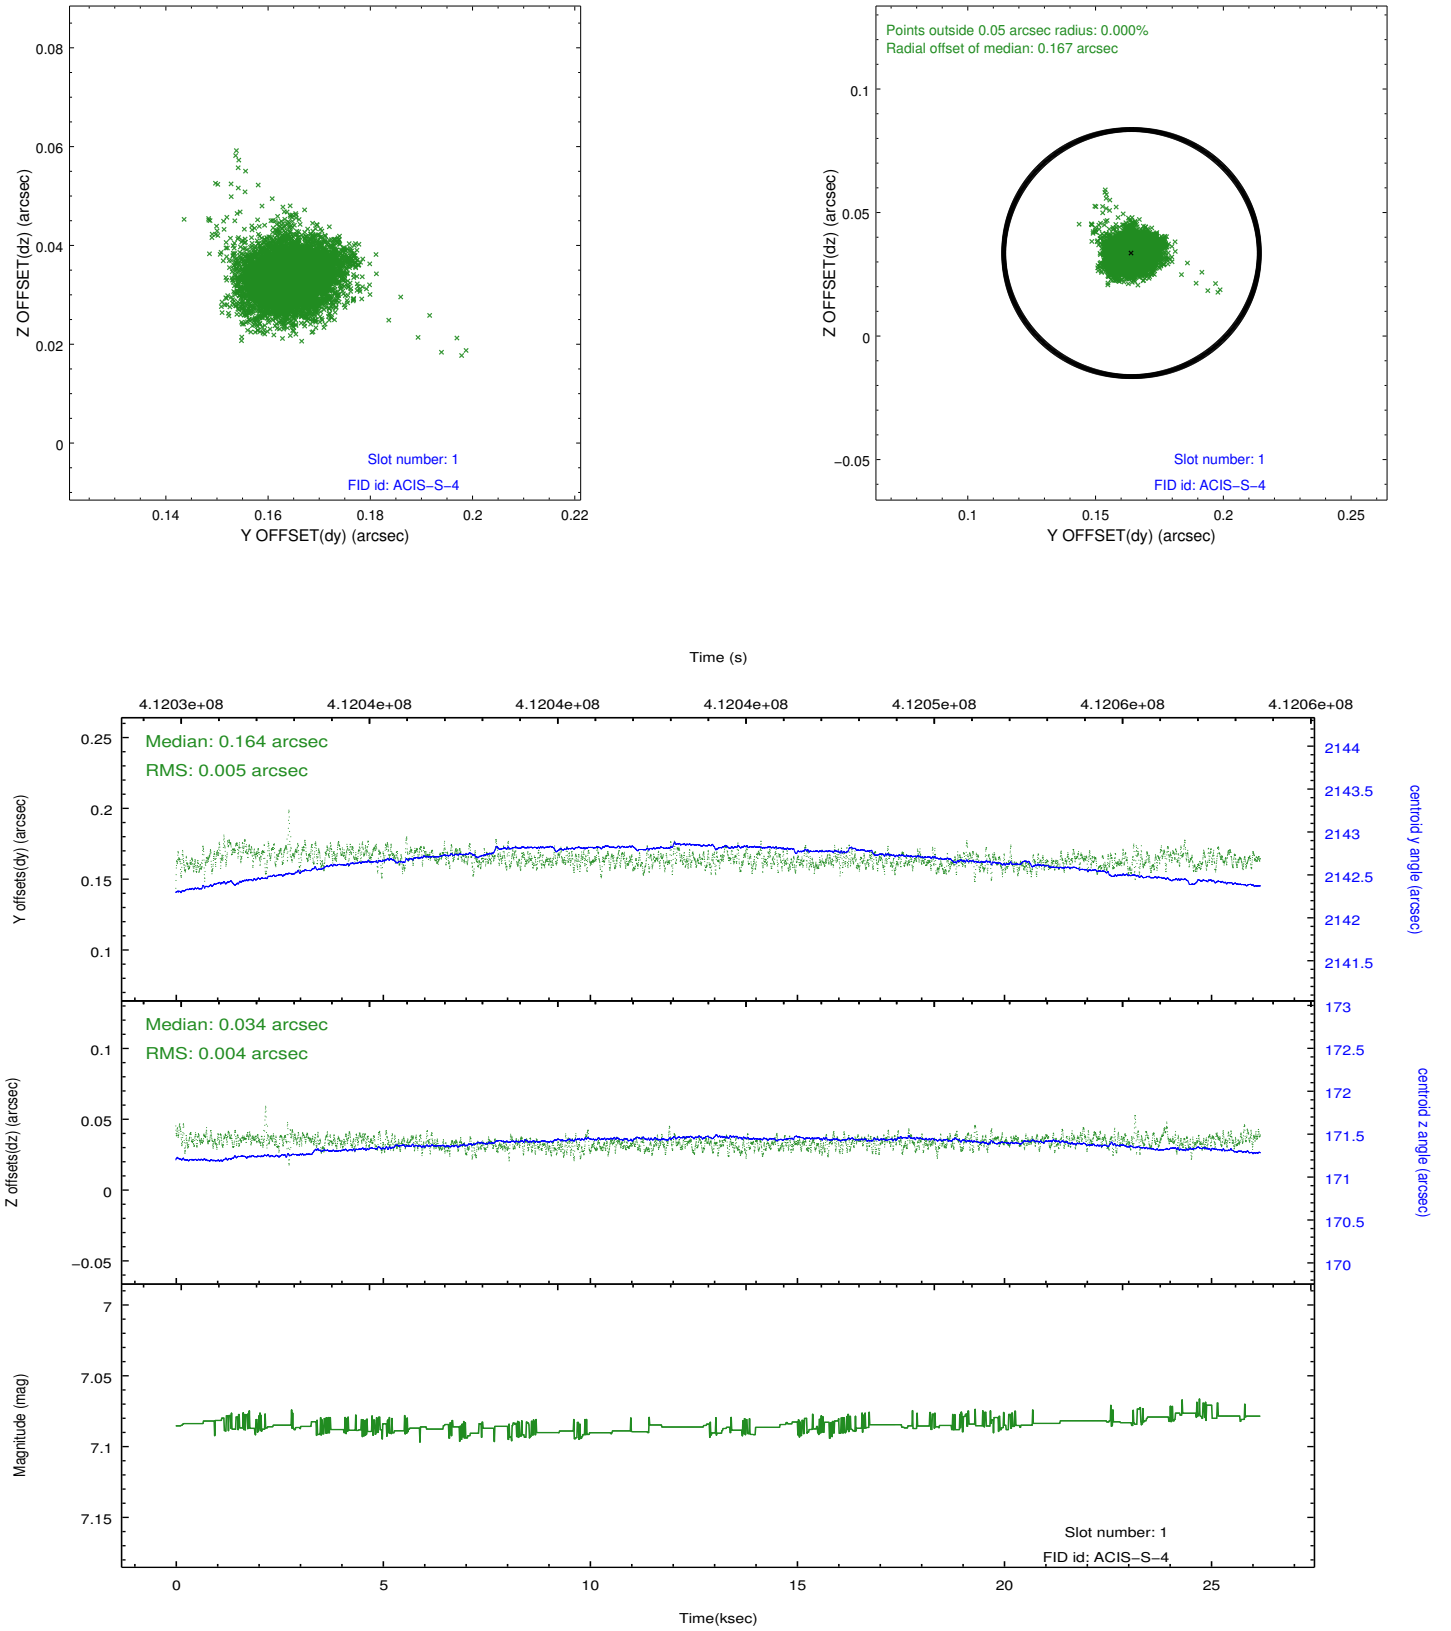 0.08
0.06
0.04
0.02
0
Z OFFSET(dz) (arcsec)
Slot number: 1
FID id: ACIS−S−4
0.14 0.16 0.18 0.2 0.22
Y OFFSET(dy) (arcsec)
Points outside 0.05 arcsec radius: 0.000%
Radial offset of median: 0.167 arcsec
0.1
0.05
0
−0.05
Z OFFSET(dz) (arcsec)
Slot number: 1
FID id: ACIS−S−4
0.1 0.15 0.2 0.25
Y OFFSET(dy) (arcsec)
Time (s)
4.1203e+08 4.1204e+08 4.1204e+08 4.1204e+08 4.1205e+08 4.1206e+08 4.1206e+08
Median: 0.164 arcsec
RMS: 0.005 arcsec
0.25
0.2
0.15
0.1
Y offsets(dy) (arcsec)
2144
2143.5
2143
2142.5
2142
2141.5
centroid y angle (arcsec)
Median: 0.034 arcsec
RMS: 0.004 arcsec
0.1
0.05
0
−0.05
Z offsets(dz) (arcsec)
173
172.5
172
171.5
171
170.5
170
centroid z angle (arcsec)
7
7.05
7.1
7.15
Magnitude (mag)
Slot number: 1
FID id: ACIS−S−4
0 5 10 15 20 25
Time(ksec)